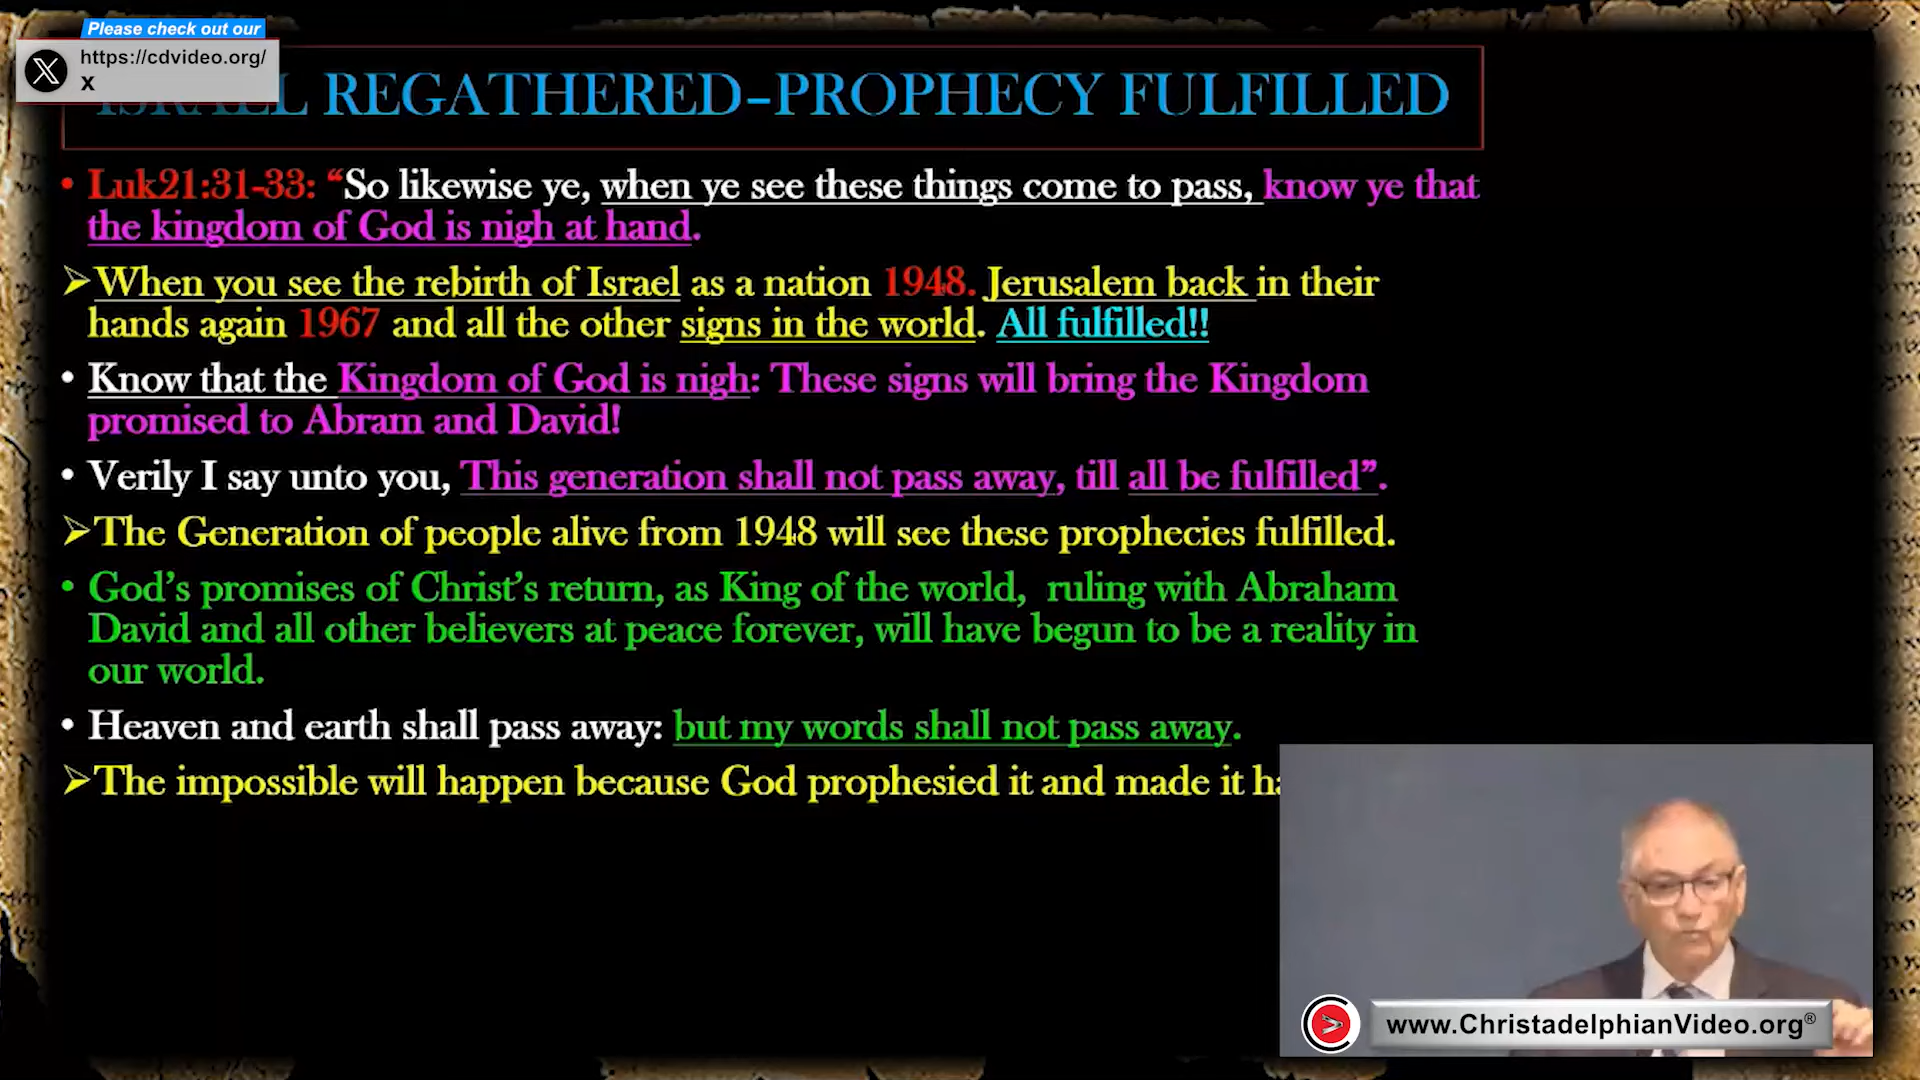 Please check out our
https://cdvideo.org/
x
ISRAEL REGATHERED-PROPHECY FULFILLED
• Luk21:31-33: “So likewise ye, when ye see these things come to pass, know ye that
the kingdom of God is nigh at hand.
➢When you see the rebirth of Israel as a nation 1948. Jerusalem back in their
hands again 1967 and all the other signs in the world. All fulfilled!!
• Know that the Kingdom of God is nigh: These signs will bring the Kingdom
promised to Abram and David!
• Verily I say unto you, This generation shall not pass away, till all be fulfilled”.
➢The Generation of people alive from 1948 will see these prophecies fulfilled.
• God’s promises of Christ’s return, as King of the world, ruling with Abraham
David and all other believers at peace forever, will have begun to be a reality in
our world.
• Heaven and earth shall pass away: but my words shall not pass away.
➢The impossible will happen because God prophesied it and made it
www.ChristadelphianVideo.org®